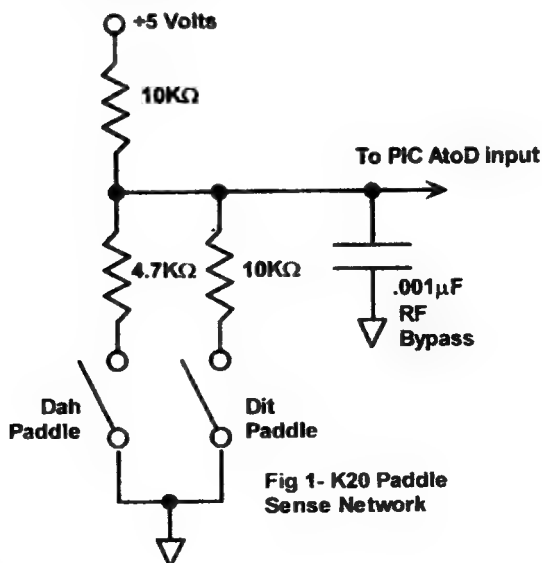 +5 Volts
10KΩ
To PIC AtoD input
4.7KΩ
10KΩ
.001µF
RF
Bypass
Dah
Paddle
Dit
Paddle
Fig 1- K20 Paddle
Sense Network